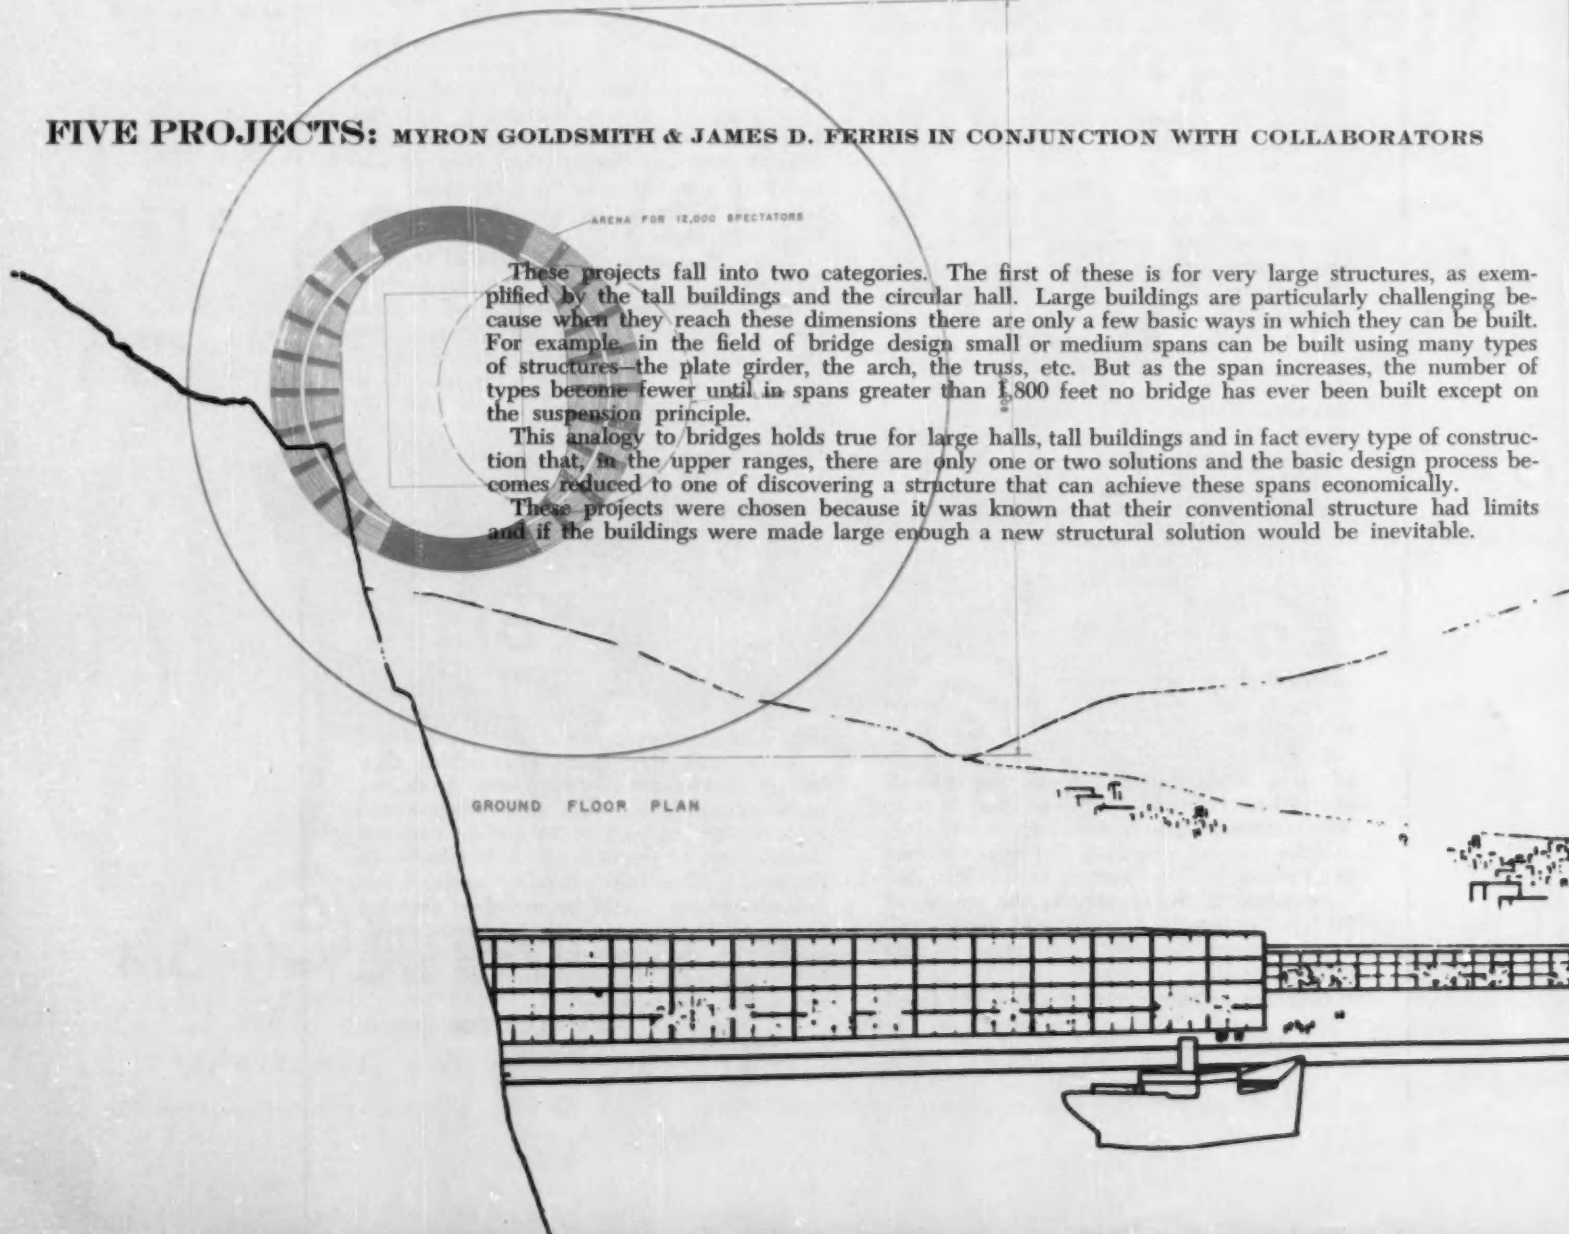 FIVE PROJECTS: MYRON GOLDSMITH & JAMES D. FERRIS IN CONJUNCTION WITH COLLABORATORS
ARENA FOR 12,000 SPECTATORS
These projects fall into two categories. The first of these is for very large structures, as exem-
plified by the tall buildings and the circular hall. Large buildings are particularly challenging be-
cause when they reach these dimensions there are only a few basic ways in which they can be built.
For example, in the field of bridge design small or medium spans can be built using many types
of structures—the plate girder, the arch, the truss, etc. But as the span increases, the number of
types become fewer until in spans greater than 1,800 feet no bridge has ever been built except on
the suspension principle.
This analogy to bridges holds true for large halls, tall buildings and in fact every type of construc-
tion that, in the upper ranges, there are only one or two solutions and the basic design process be-
comes reduced to one of discovering a structure that can achieve these spans economically.
These projects were chosen because it was known that their conventional structure had limits
and if the buildings were made large enough a new structural solution would be inevitable.
GROUND FLOOR PLAN